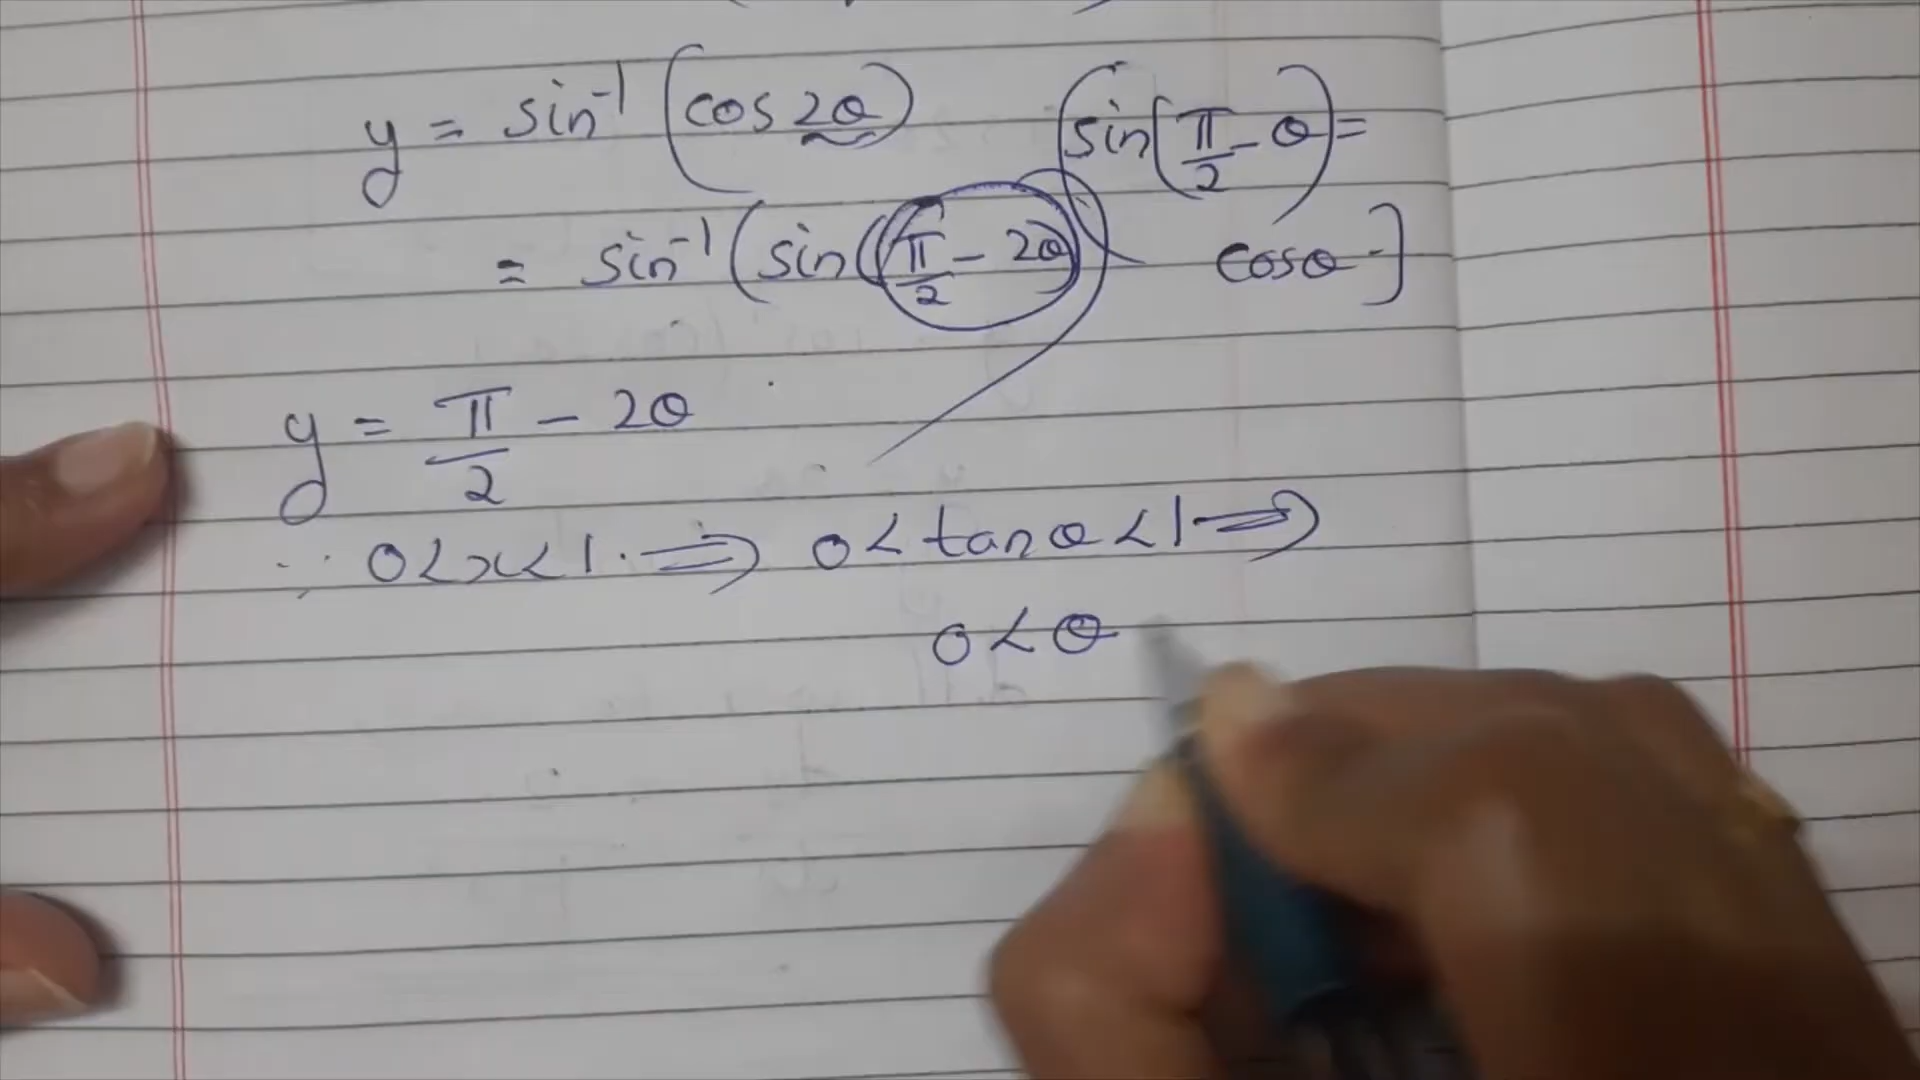 y = sin⁻¹ (cos 2θ) [sin(π/2 - θ) =
= sin⁻¹ (sin (π/2 - 2θ)) cosθ]
y = π/2 - 2θ
∵ 0 < x < 1 ⇒ 0 < tan θ < 1 ⇒
0 < θ